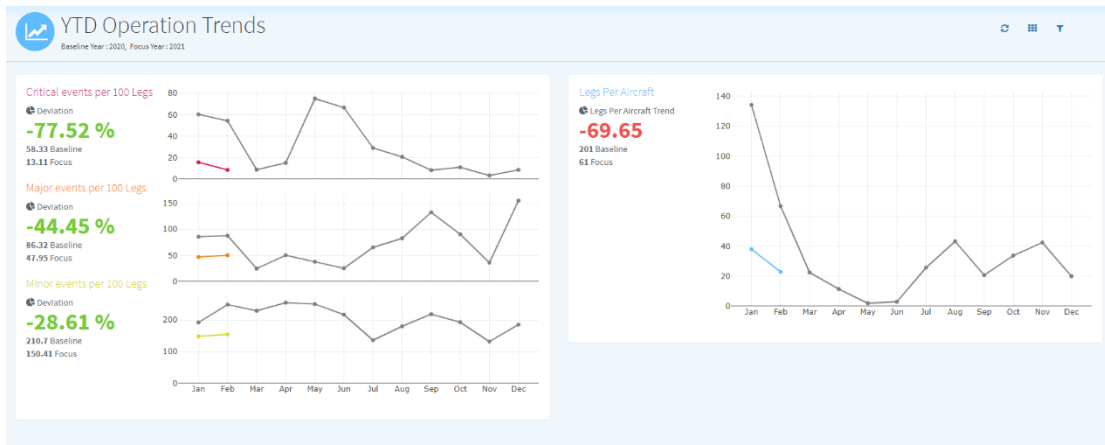 YTD Operation Trends
Baseline Year : 2020, Focus Year : 2021
Critical events per 100 Legs
Deviation
-77.52 %
58.33 Baseline
13.11 Focus
80
60
40
20
0
Major events per 100 Legs
Deviation
-44.45 %
86.32 Baseline
47.95 Focus
150
100
50
0
Minor events per 100 Legs
Deviation
-28.61 %
210.7 Baseline
150.41 Focus
200
100
0
Jan Feb Mar Apr May Jun Jul Aug Sep Oct Nov Dec
Legs Per Aircraft
Legs Per Aircraft Trend
-69.65
201 Baseline
61 Focus
140
120
100
80
60
40
20
0
Jan Feb Mar Apr May Jun Jul Aug Sep Oct Nov Dec